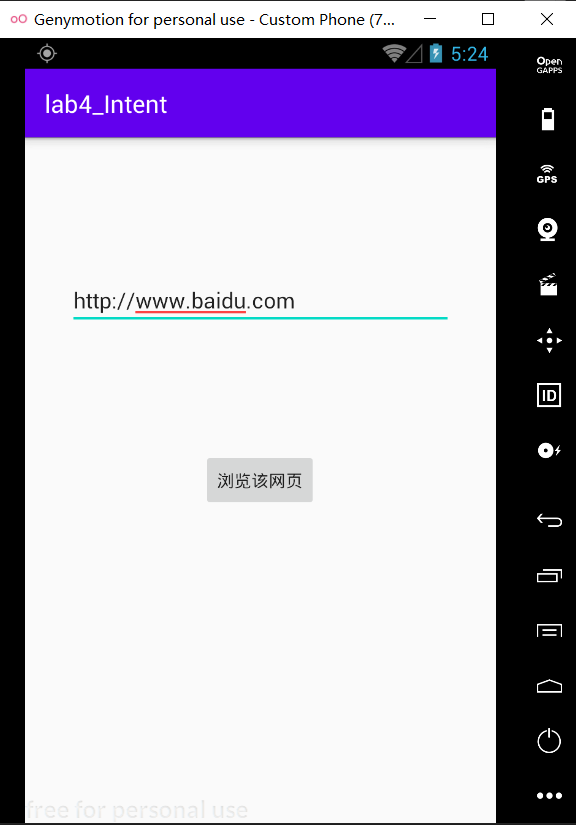 Genymotion for personal use - Custom Phone (7...
5:24
lab4_Intent
http://www.baidu.com
浏览该网页
free for personal use
Open
GAPPS
GPS
ID